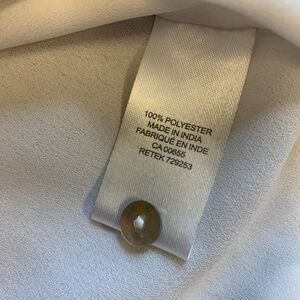 100% POLYESTER
MADE IN INDIA
FABRIQUÉ EN INDE
CA 00655
RETEK 729253